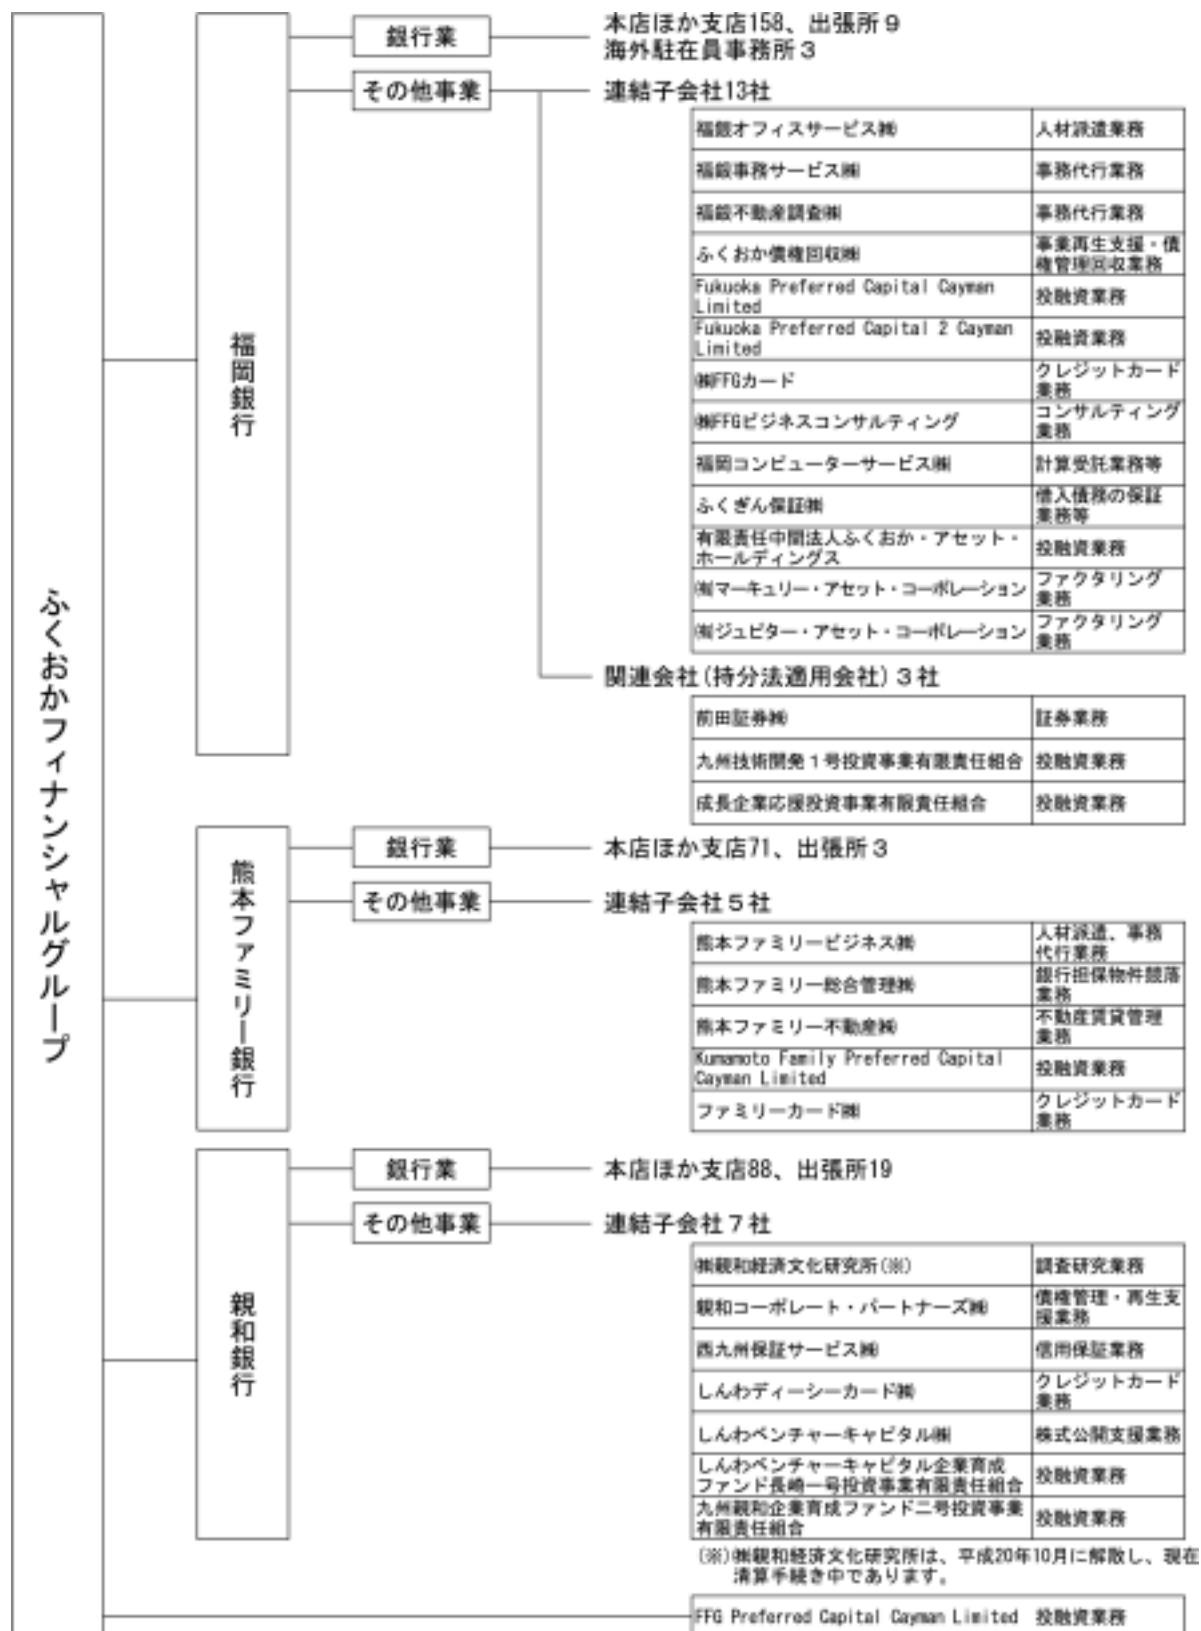 ふくおかフィナンシャルグループ
福岡銀行
銀行業
本店ほか支店158、出張所９
海外駐在員事務所３
その他事業
連結子会社13社
福銀オフィスサービス㈱
人材派遣業務
福銀事務サービス㈱
事務代行業務
福銀不動産調査㈱
事務代行業務
ふくおか債権回収㈱
事業再生支援・債
権管理回収業務
Fukuoka Preferred Capital Cayman
Limited
投融資業務
Fukuoka Preferred Capital 2 Cayman
Limited
投融資業務
㈱FFGカード
クレジットカード
業務
㈱FFGビジネスコンサルティング
コンサルティング
業務
福岡コンピューターサービス㈱
計算受託業務等
ふくぎん保証㈱
借入債務の保証
業務等
有限責任中間法人ふくおか・アセット・
ホールディングス
投融資業務
㈲マーキュリー・アセット・コーポレーション
ファクタリング
業務
㈲ジュピター・アセット・コーポレーション
ファクタリング
業務
関連会社(持分法適用会社)３社
前田証券㈱
証券業務
九州技術開発１号投資事業有限責任組合
投融資業務
成長企業応援投資事業有限責任組合
投融資業務
熊本ファミリー銀行
銀行業
本店ほか支店71、出張所３
その他事業
連結子会社５社
熊本ファミリービジネス㈱
人材派遣、事務
代行業務
熊本ファミリー総合管理㈱
銀行担保物件競落
業務
熊本ファミリー不動産㈱
不動産賃貸管理
業務
Kumamoto Family Preferred Capital
Cayman Limited
投融資業務
ファミリーカード㈱
クレジットカード
業務
親和銀行
銀行業
本店ほか支店88、出張所19
その他事業
連結子会社７社
㈱親和経済文化研究所(※)
調査研究業務
親和コーポレート・パートナーズ㈱
債権管理・再生支
援業務
西九州保証サービス㈱
信用保証業務
しんわディーシーカード㈱
クレジットカード
業務
しんわベンチャーキャピタル㈱
株式公開支援業務
しんわベンチャーキャピタル企業育成
ファンド長崎一号投資事業有限責任組合
投融資業務
九州親和企業育成ファンド二号投資事業
有限責任組合
投融資業務
(※)㈱親和経済文化研究所は、平成20年10月に解散し、現在
清算手続き中であります。
FFG Preferred Capital Cayman Limited
投融資業務